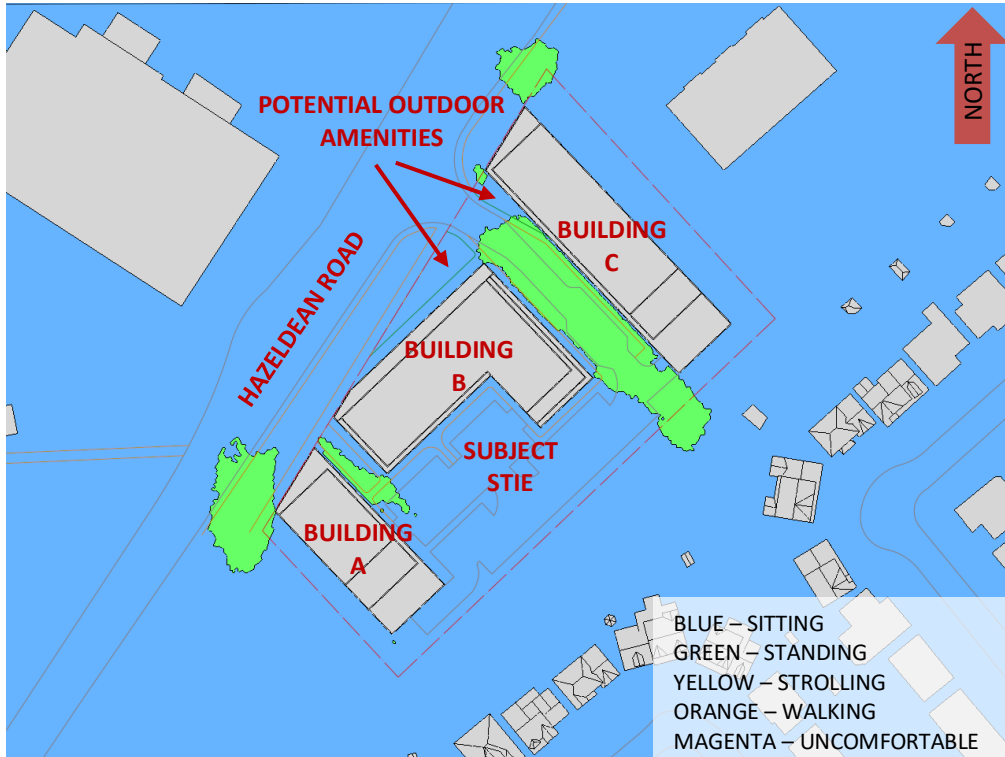 NORTH
POTENTIAL OUTDOOR
AMENITIES
BUILDING
C
HAZELDEAN ROAD
BUILDING
B
SUBJECT
STIE
BUILDING
A
BLUE – SITTING
GREEN – STANDING
YELLOW – STROLLING
ORANGE – WALKING
MAGENTA – UNCOMFORTABLE